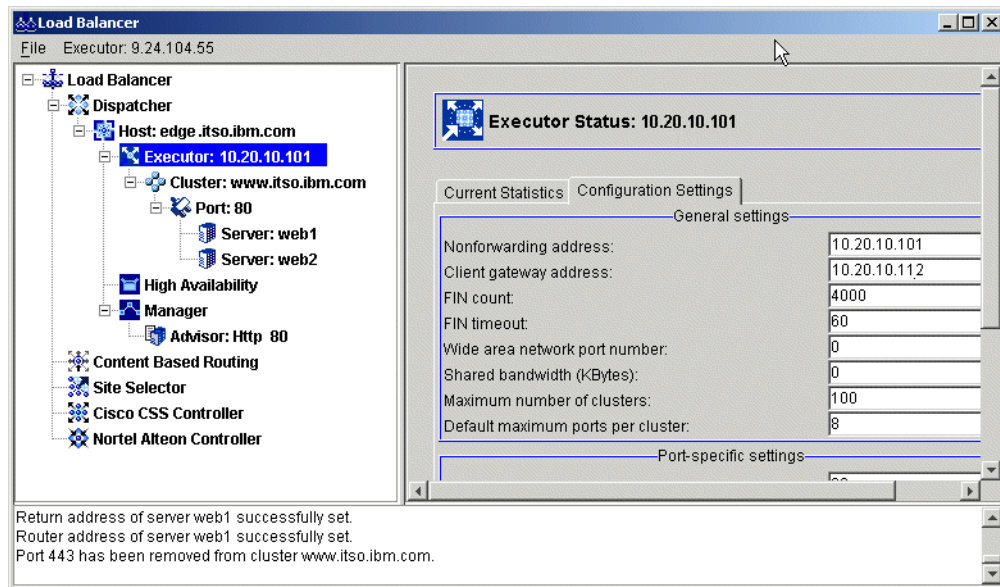 Load Balancer
File Executor: 9.24.104.55
Load Balancer
Dispatcher
Host: edge.itso.ibm.com
Executor: 10.20.10.101
Cluster: www.itso.ibm.com
Port: 80
Server: web1
Server: web2
High Availability
Manager
Advisor: Http 80
Content Based Routing
Site Selector
Cisco CSS Controller
Nortel Alteon Controller
Executor Status: 10.20.10.101
Current Statistics Configuration Settings
General settings
Nonforwarding address: 10.20.10.101
Client gateway address: 10.20.10.112
FIN count: 4000
FIN timeout: 60
Wide area network port number: 0
Shared bandwidth (KBytes): 0
Maximum number of clusters: 100
Default maximum ports per cluster: 8
Port-specific settings
Return address of server web1 successfully set.
Router address of server web1 successfully set.
Port 443 has been removed from cluster www.itso.ibm.com.